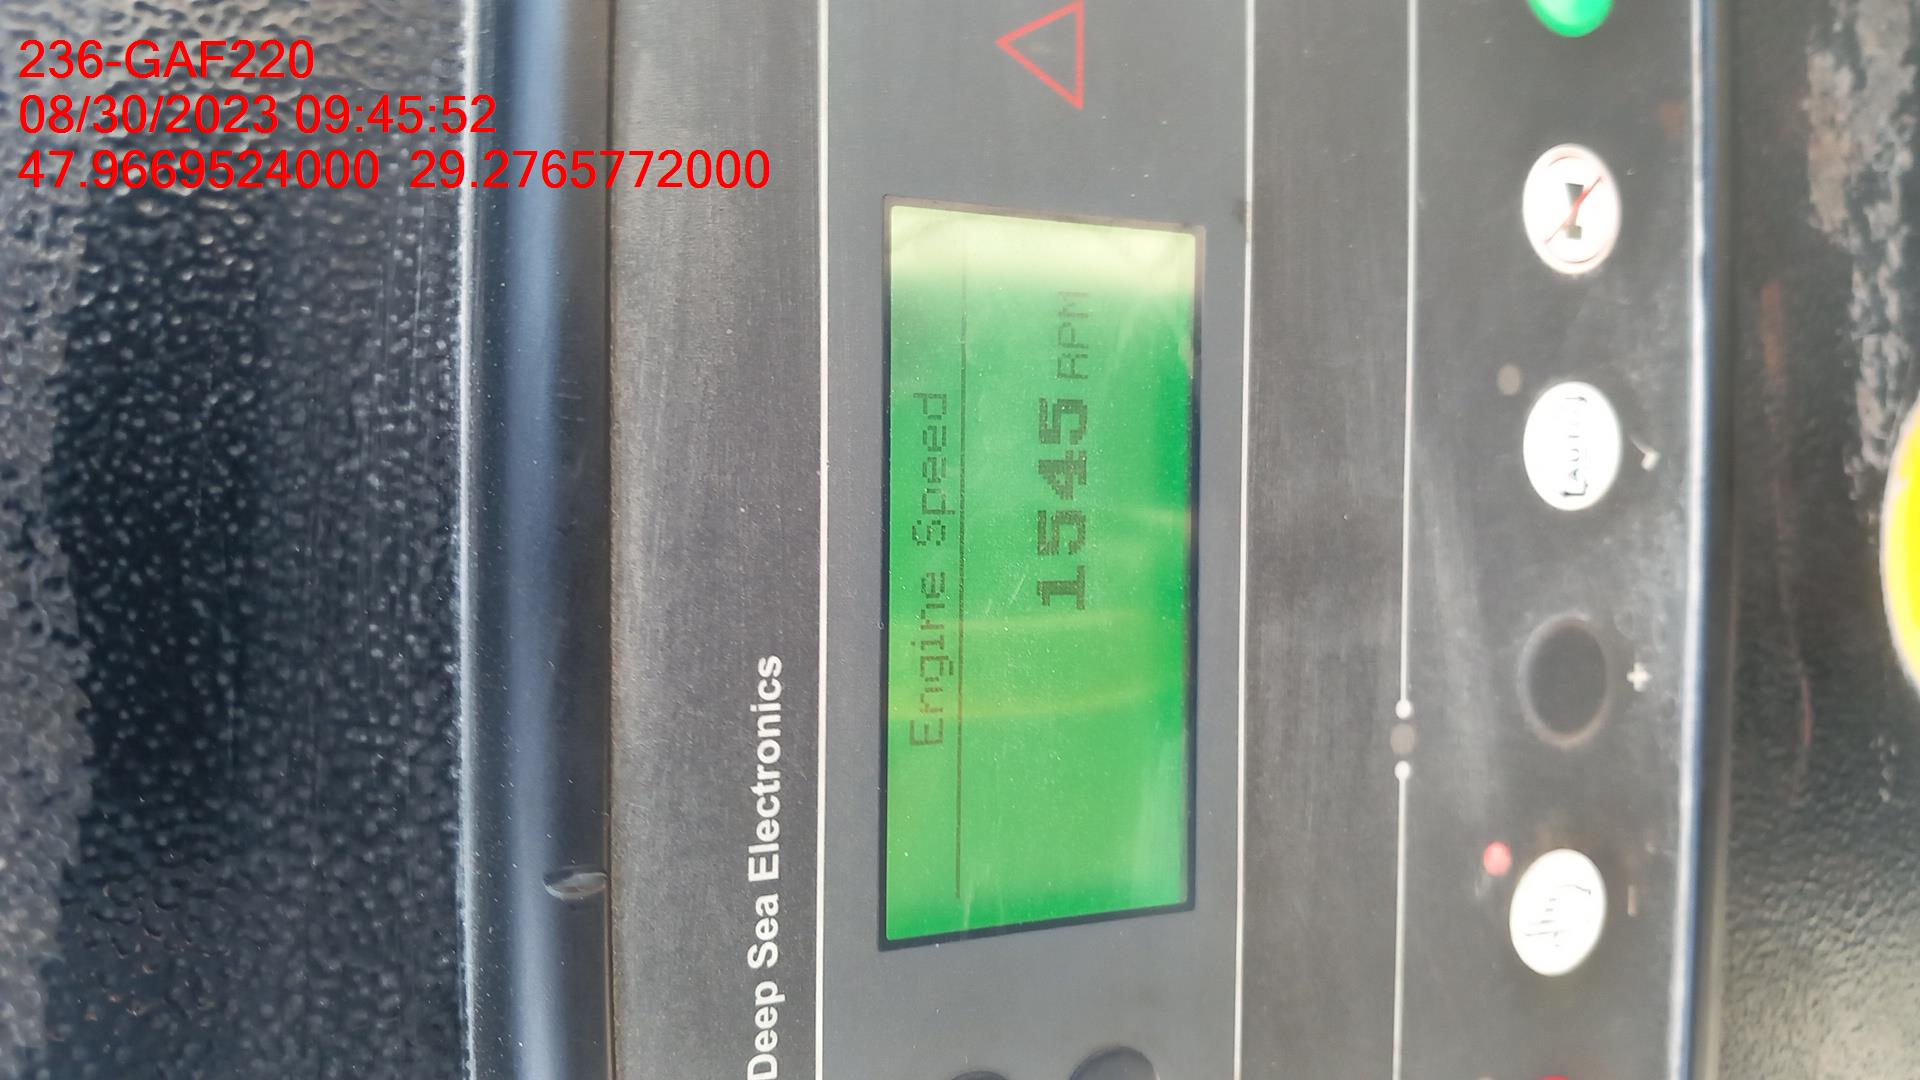 236-GAF220
08/30/2023 09:45:52
47.9669524000 29.2765772000
Deep Sea Electronics
Engine Speed
1545 RPM
AUTO
+
-